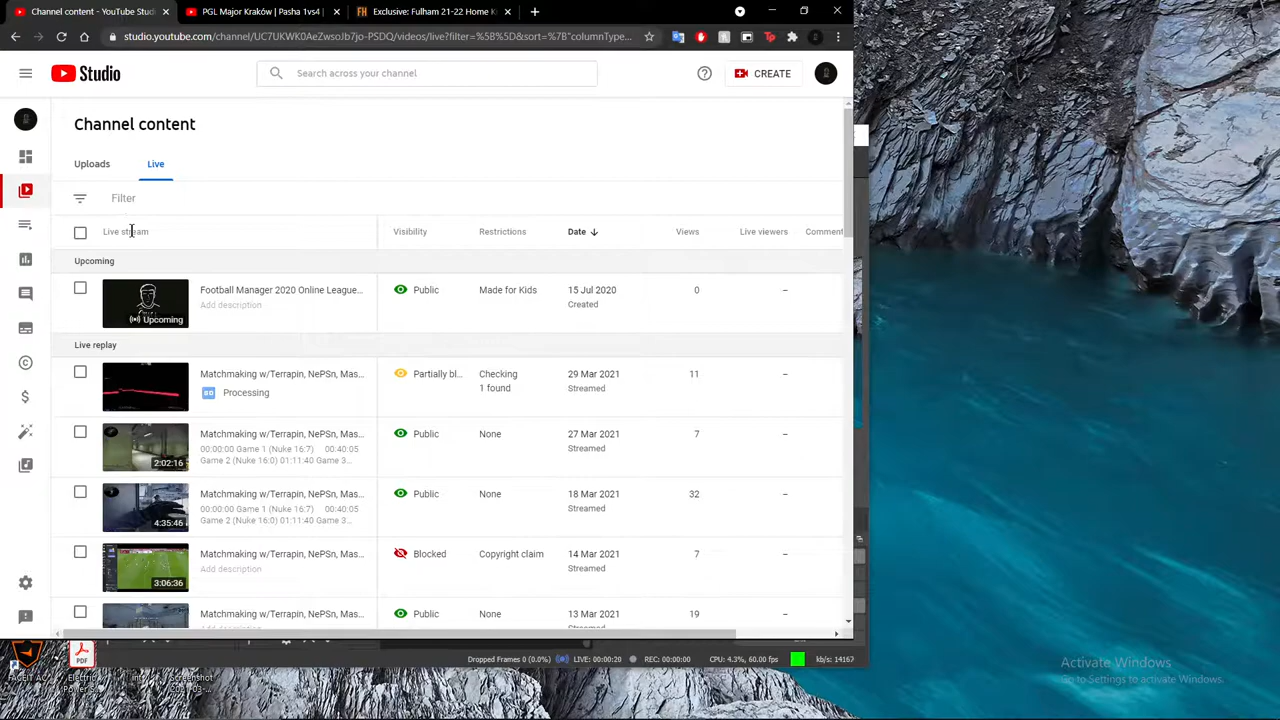 Channel content - YouTube Studi
PGL Major Kraków | Pasha 1vs4 |
Exclusive: Fulham 21-22 Home K
studio.youtube.com/channel/UC7UKWK0AeZwsoJb7jo-PSDQ/videos/live?filter=%5B%5D&sort=%7B"columnType...
Studio
Search across your channel
CREATE
Channel content
Uploads
Live
Filter
Live stream
Visibility
Restrictions
Date
Views
Live viewers
Comment
Upcoming
Football Manager 2020 Online League...
Add description
Upcoming
Public
Made for Kids
15 Jul 2020
Created
0
–
Live replay
Matchmaking w/Terrapin, NePSn, Mas...
Processing
Partially bl...
Checking
1 found
29 Mar 2021
Streamed
11
–
2:02:16
Matchmaking w/Terrapin, NePSn, Mas...
00:00:00 Game 1 (Nuke 16:7) 00:40:05
Game 2 (Nuke 16:0) 01:11:40 Game 3...
Public
None
27 Mar 2021
Streamed
7
–
4:35:46
Matchmaking w/Terrapin, NePSn, Mas...
00:00:00 Game 1 (Nuke 16:7) 00:40:05
Game 2 (Nuke 16:0) 01:11:40 Game 3...
Public
None
18 Mar 2021
Streamed
32
–
3:06:36
Matchmaking w/Terrapin, NePSn, Mas...
Add description
Blocked
Copyright claim
14 Mar 2021
Streamed
7
–
Matchmaking w/Terrapin, NePSn, Mas...
Public
None
13 Mar 2021
Streamed
19
–
Dropped Frames 0 (0.0%)
LIVE: 00:00:20
REC: 00:00:00
CPU: 4.3%, 60.00 fps
kb/s: 14167
FACEIT AC
PDF
Screenshot
Activate Windows
Go to Settings to activate Windows.